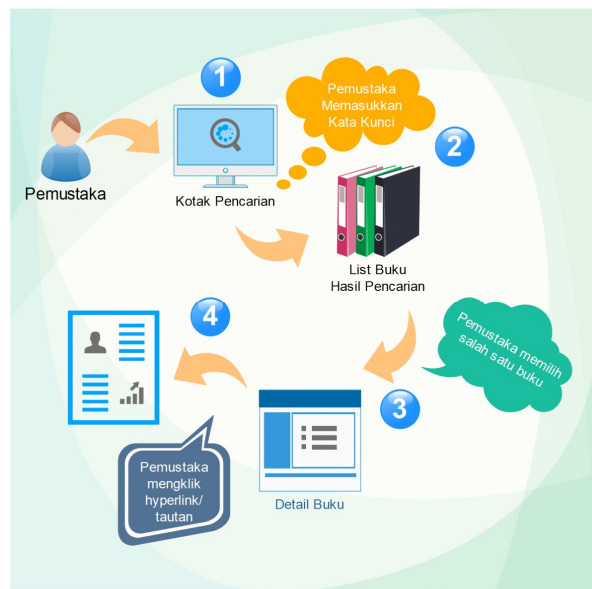 1
Pemustaka
Memasukkan
Kata Kunci
Pemustaka
Kotak Pencarian
2
List Buku
Hasil Pencarian
Pemustaka memilih
salah satu buku
3
Detail Buku
4
Pemustaka
mengklik
hyperlink/
tautan